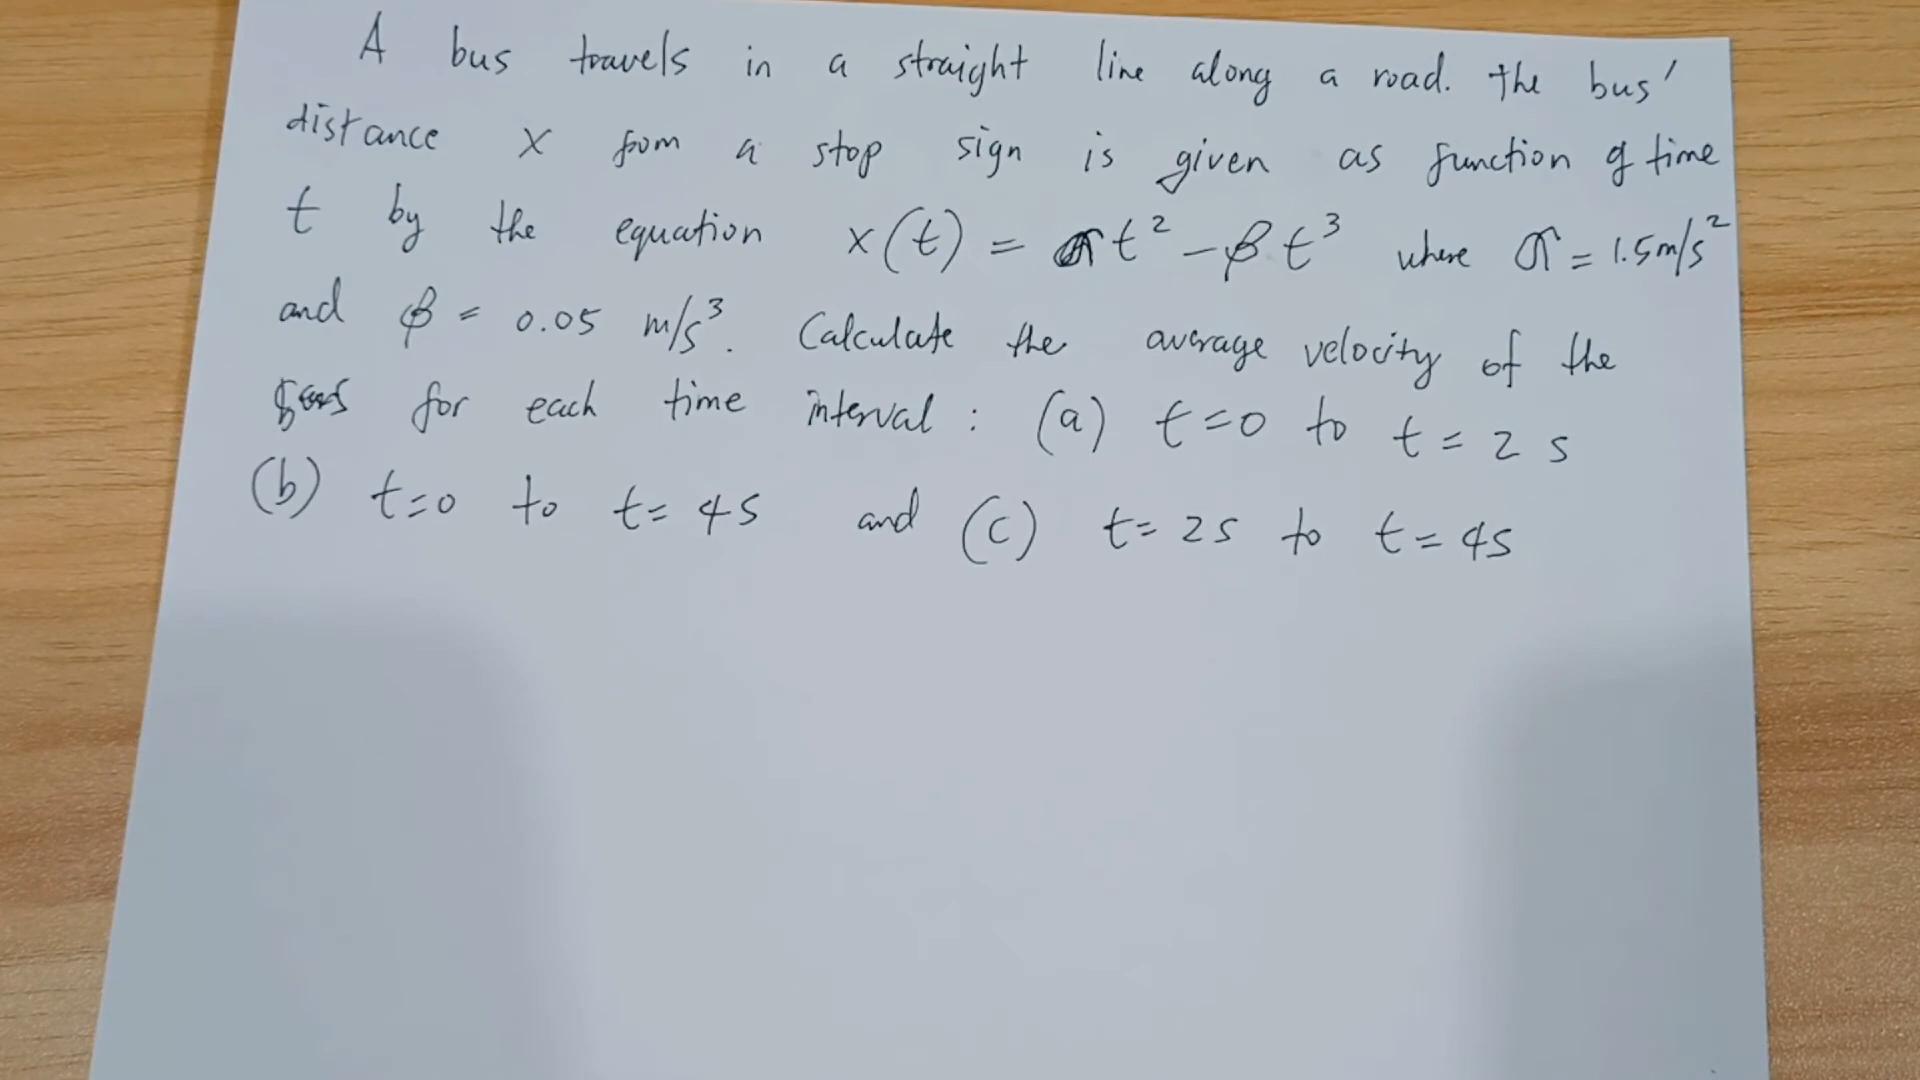 A bus travels in a straight line along a road. the bus'
distance x from a stop sign is given as function of time
t by the equation x(t) = σt² - βt³ where σ = 1.5 m/s²
and β = 0.05 m/s³. Calculate the average velocity of the
for each time interval : (a) t=0 to t = 2 s
(b) t=0 to t= 4s and (c) t= 2s to t = 4s